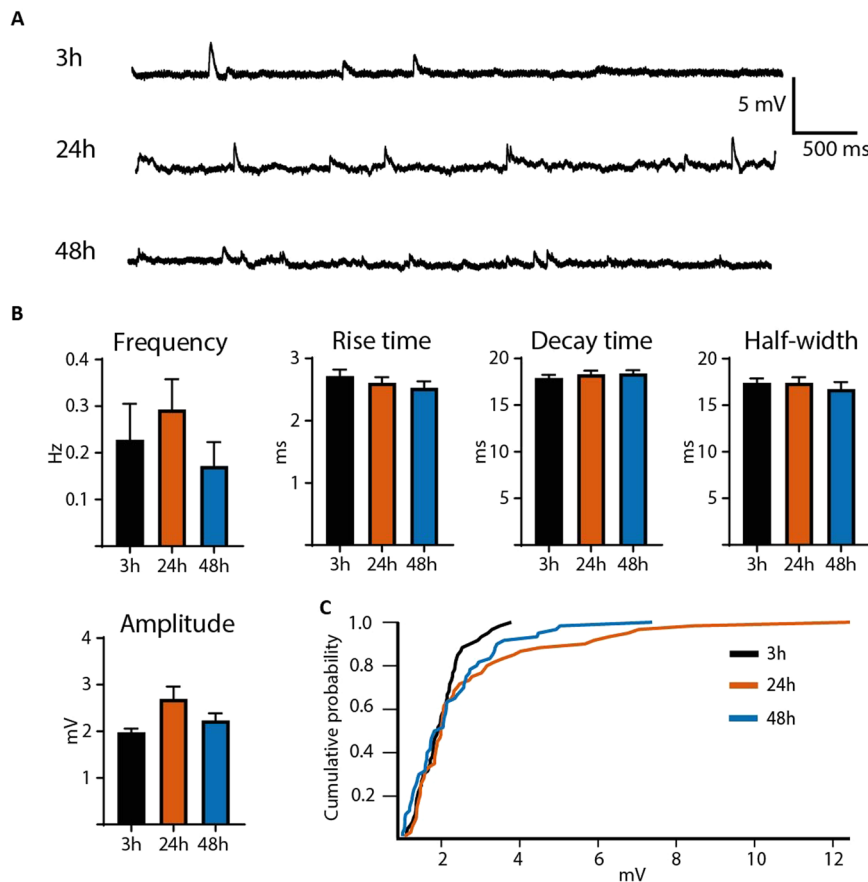 A
3h
5 mV
500 ms
24h
48h
B
Frequency
0.4
0.3
0.2
0.1
Hz
3h 24h 48h
Rise time
3
2
1
ms
3h 24h 48h
Decay time
20
15
10
5
ms
3h 24h 48h
Half-width
20
15
10
5
ms
3h 24h 48h
Amplitude
4
3
2
1
mV
3h 24h 48h
C
Cumulative probability
1.0
0.8
0.6
0.4
0.2
3h
24h
48h
2 4 6 8 10 12
mV